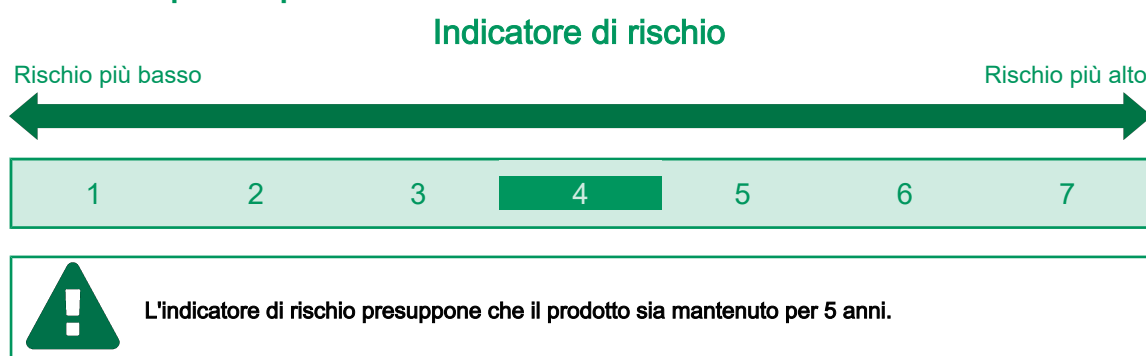 Indicatore di rischio
Rischio più basso Rischio più alto
1 2 3 4 5 6 7
L'indicatore di rischio presuppone che il prodotto sia mantenuto per 5 anni.